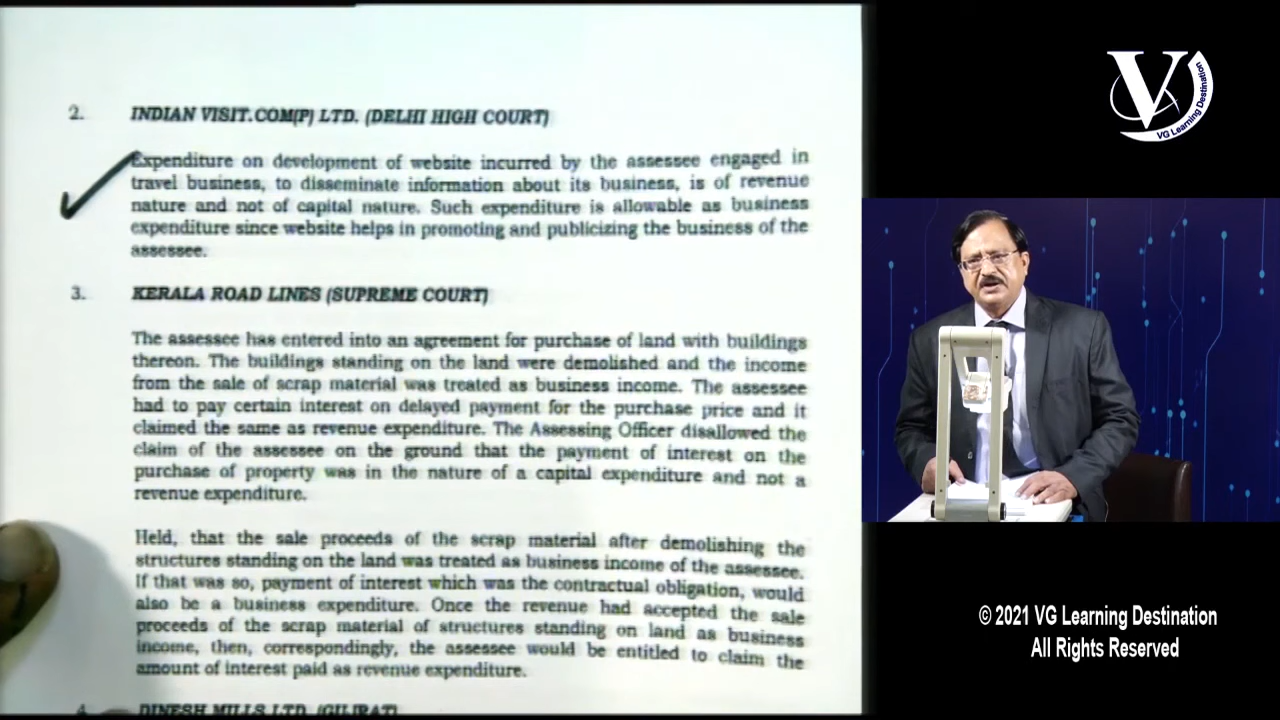 2. INDIAN VISIT.COM(P) LTD. (DELHI HIGH COURT)
Expenditure on development of website incurred by the assessee engaged in
travel business, to disseminate information about its business, is of revenue
nature and not of capital nature. Such expenditure is allowable as business
expenditure since website helps in promoting and publicizing the business of the
assessee.
3. KERALA ROAD LINES (SUPREME COURT)
The assessee has entered into an agreement for purchase of land with buildings
thereon. The buildings standing on the land were demolished and the income
from the sale of scrap material was treated as business income. The assessee
had to pay certain interest on delayed payment for the purchase price and it
claimed the same as revenue expenditure. The Assessing Officer disallowed the
claim of the assessee on the ground that the payment of interest on the
purchase of property was in the nature of a capital expenditure and not a
revenue expenditure.
Held, that the sale proceeds of the scrap material after demolishing the
structures standing on the land was treated as business income of the assessee.
If that was so, payment of interest which was the contractual obligation, would
also be a business expenditure. Once the revenue had accepted the sale
proceeds of the scrap material of structures standing on land as business
income, then, correspondingly, the assessee would be entitled to claim the
amount of interest paid as revenue expenditure.
4. DINESH MILLS LTD. (GUJRAT)
V
VG Learning Destination
© 2021 VG Learning Destination
All Rights Reserved